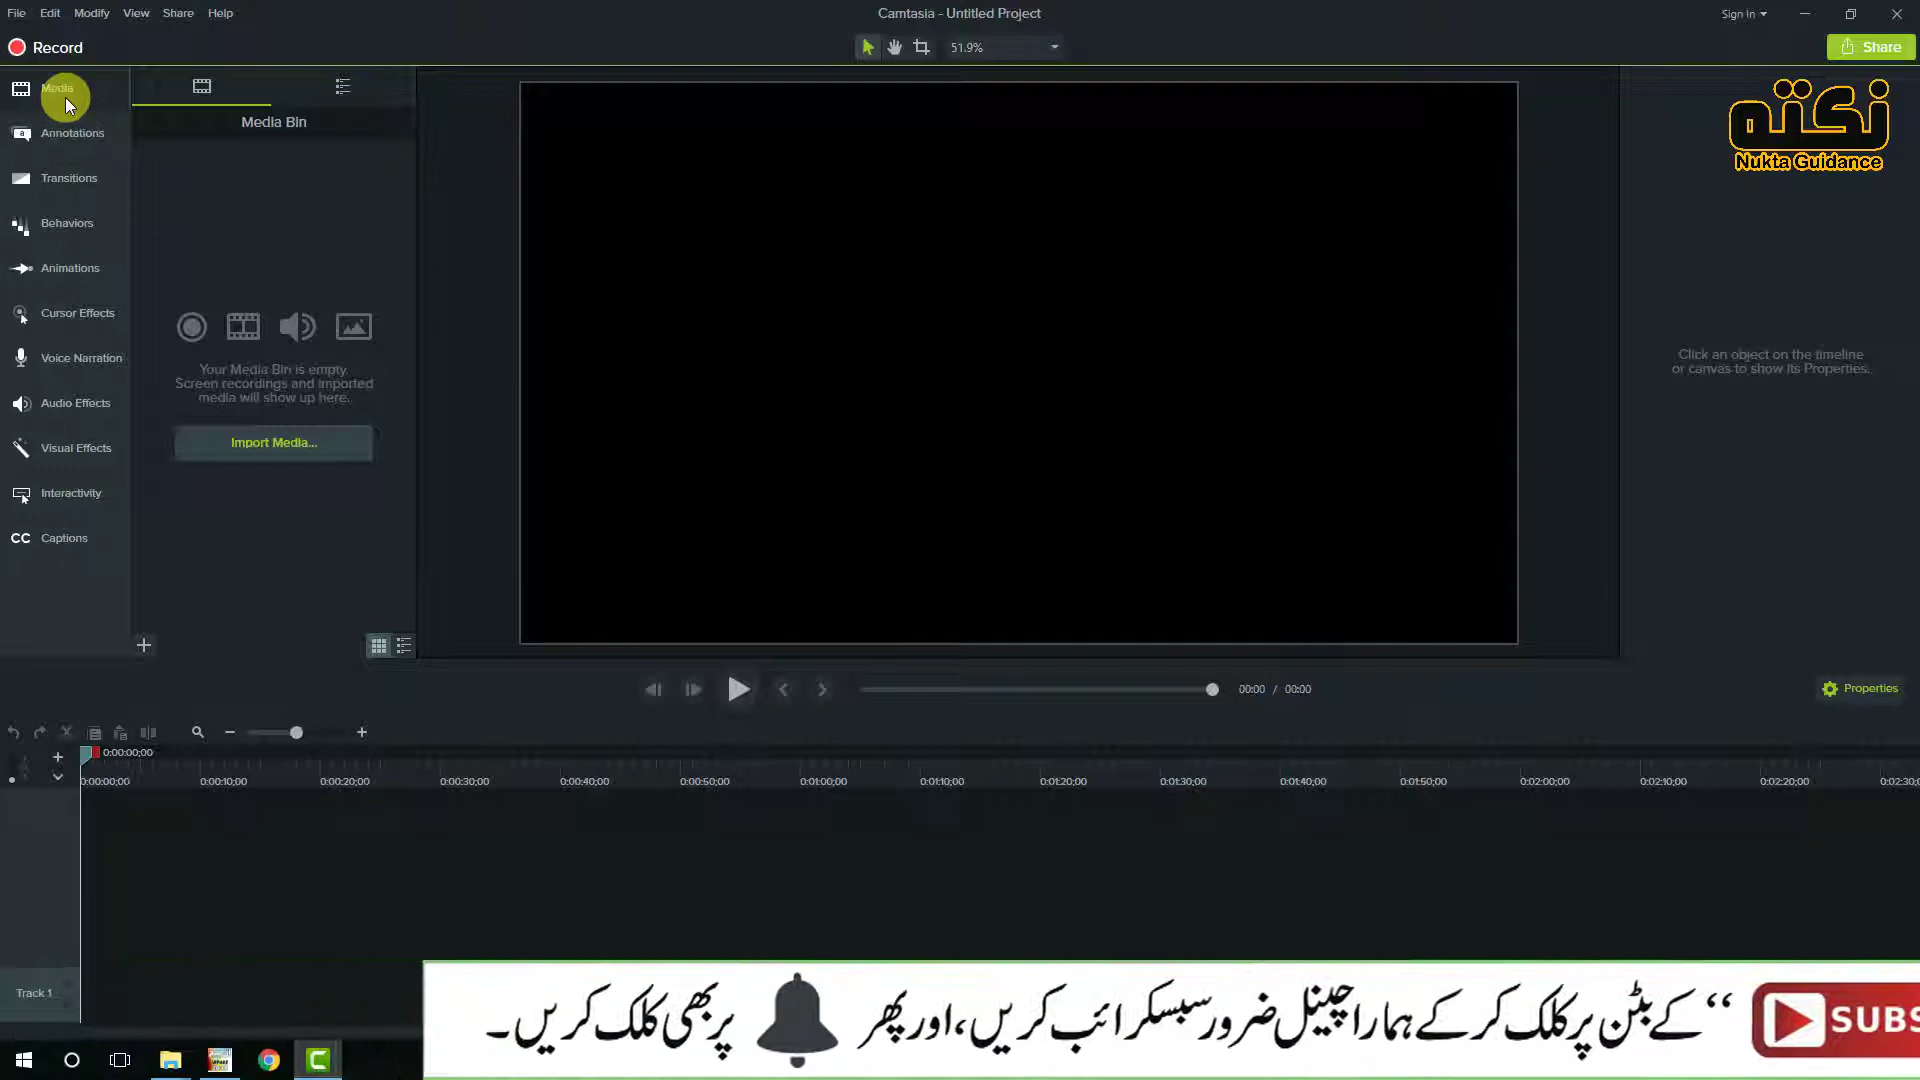 File Edit Modify View Share Help
Camtasia - Untitled Project
Sign In
Record
51.9%
Share
Media
Annotations
Transitions
Behaviors
Animations
Cursor Effects
Voice Narration
Audio Effects
Visual Effects
Interactivity
CC Captions
Media Bin
Your Media Bin is empty.
Screen recordings and imported
media will show up here.
Import Media...
نکته
Nukta Guidance
Click an object on the timeline
or canvas to show its Properties.
00:00 / 00:00
Properties
0:00:00;00
0:00:00;00 0:00:10;00 0:00:20;00 0:00:30;00 0:00:40;00 0:00:50;00 0:01:00;00 0:01:10;00 0:01:20;00 0:01:30;00 0:01:40;00 0:01:50;00 0:02:00;00 0:02:10;00 0:02:20;00 0:02:30;0
Track 1
SUBS ‘‘ کے بٹن پر کلک کر کے ہمارا چینل ضرور سبسکرائب کریں، اور پھر پر بھی کلک کریں۔